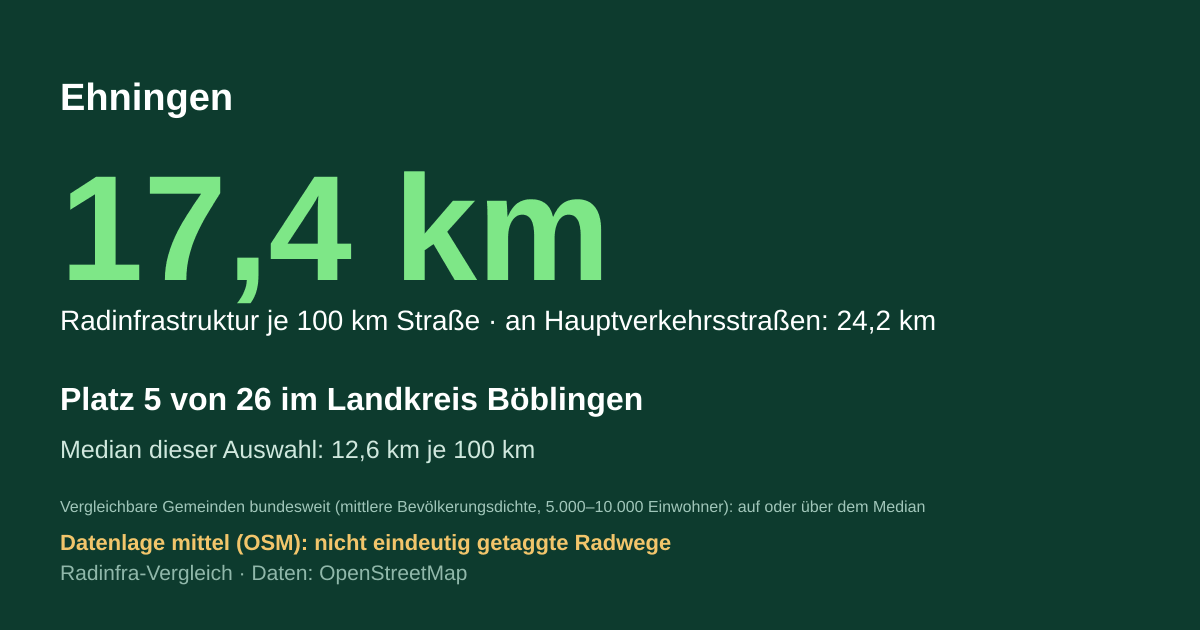 Ehningen
17,4 km
Radinfrastruktur je 100 km Straße · an Hauptverkehrsstraßen: 24,2 km
Platz 5 von 26 im Landkreis Böblingen
Median dieser Auswahl: 12,6 km je 100 km
Vergleichbare Gemeinden bundesweit (mittlere Bevölkerungsdichte, 5.000–10.000 Einwohner): auf oder über dem Median
Datenlage mittel (OSM): nicht eindeutig getaggte Radwege
Radinfra-Vergleich · Daten: OpenStreetMap